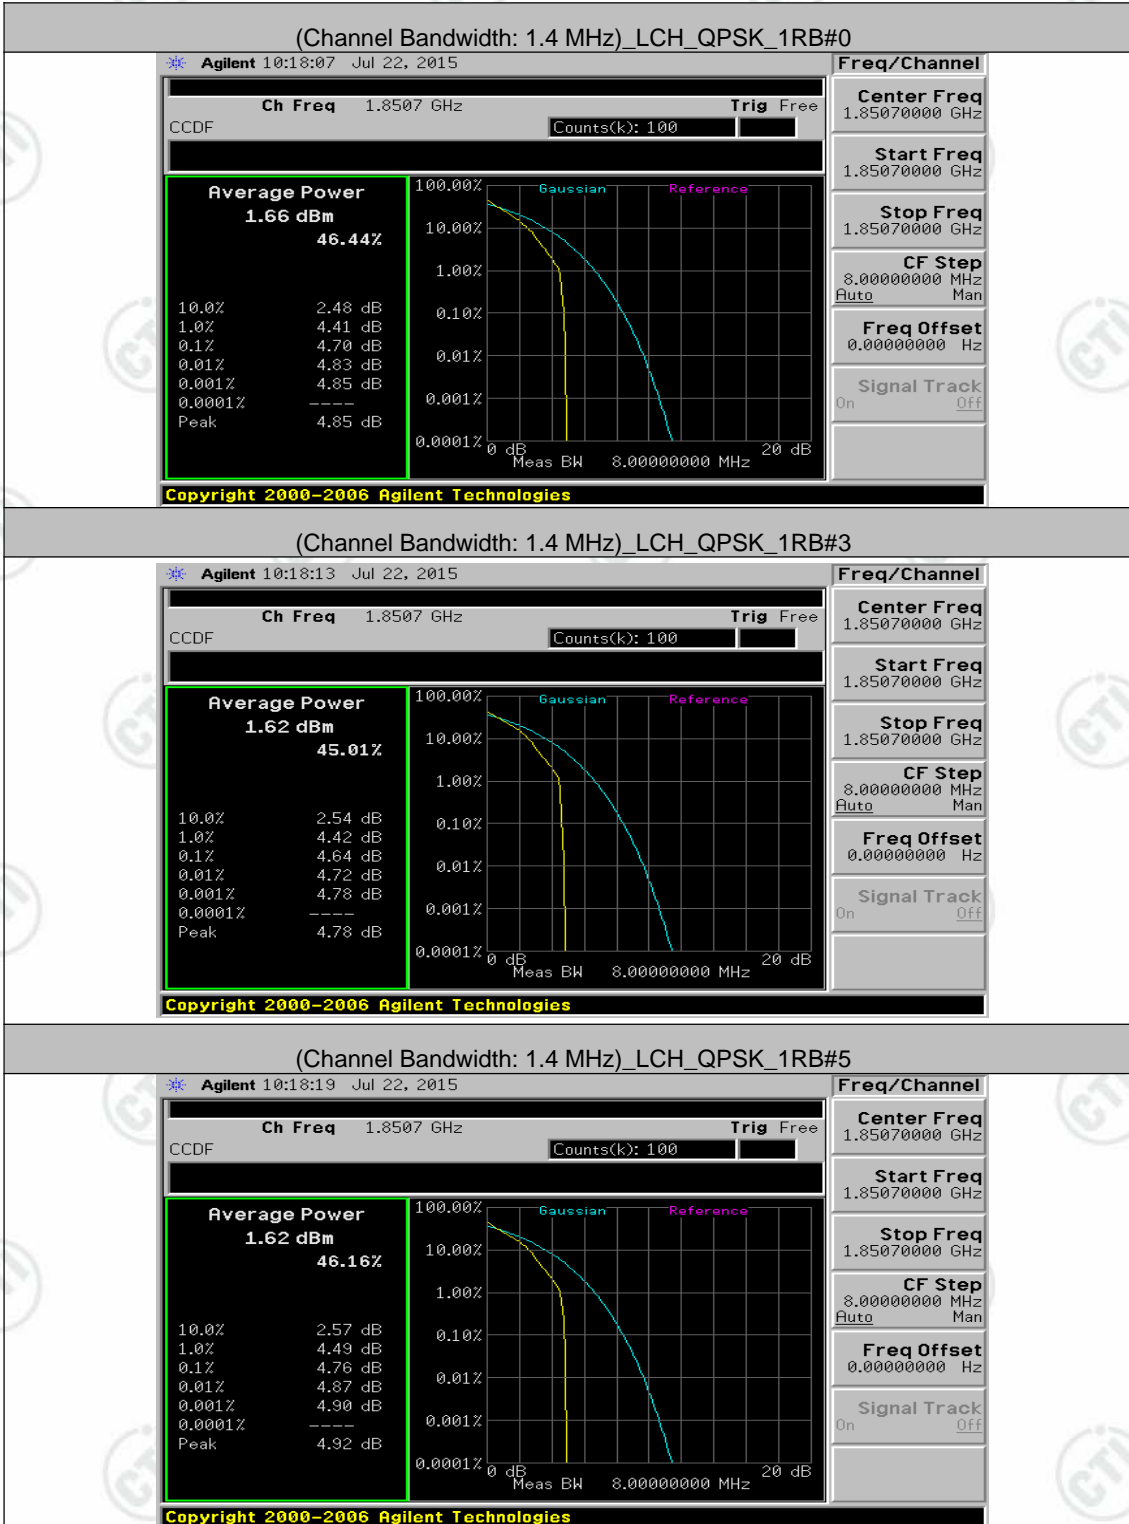 (Channel Bandwidth: 1.4 MHz)_LCH_QPSK_1RB#0
Agilent 10:18:07 Jul 22, 2015
Freq/Channel
Ch Freq 1.8507 GHz Trig Free
CCDF Counts(k): 100
Average Power
1.66 dBm
46.44%
10.0% 2.48 dB
1.0% 4.41 dB
0.1% 4.70 dB
0.01% 4.83 dB
0.001% 4.85 dB
0.0001% ----
Peak 4.85 dB
100.00% Gaussian Reference
10.00%
1.00%
0.10%
0.01%
0.001%
0.0001% 0 dB 20 dB
Meas BW 8.00000000 MHz
Center Freq
1.85070000 GHz
Start Freq
1.85070000 GHz
Stop Freq
1.85070000 GHz
CF Step
8.00000000 MHz
Auto Man
Freq Offset
0.00000000 Hz
Signal Track
On Off
Copyright 2000-2006 Agilent Technologies
(Channel Bandwidth: 1.4 MHz)_LCH_QPSK_1RB#3
Agilent 10:18:13 Jul 22, 2015
Freq/Channel
Ch Freq 1.8507 GHz Trig Free
CCDF Counts(k): 100
Average Power
1.62 dBm
45.01%
10.0% 2.54 dB
1.0% 4.42 dB
0.1% 4.64 dB
0.01% 4.72 dB
0.001% 4.78 dB
0.0001% ----
Peak 4.78 dB
100.00% Gaussian Reference
10.00%
1.00%
0.10%
0.01%
0.001%
0.0001% 0 dB 20 dB
Meas BW 8.00000000 MHz
Center Freq
1.85070000 GHz
Start Freq
1.85070000 GHz
Stop Freq
1.85070000 GHz
CF Step
8.00000000 MHz
Auto Man
Freq Offset
0.00000000 Hz
Signal Track
On Off
Copyright 2000-2006 Agilent Technologies
(Channel Bandwidth: 1.4 MHz)_LCH_QPSK_1RB#5
Agilent 10:18:19 Jul 22, 2015
Freq/Channel
Ch Freq 1.8507 GHz Trig Free
CCDF Counts(k): 100
Average Power
1.62 dBm
46.16%
10.0% 2.57 dB
1.0% 4.49 dB
0.1% 4.76 dB
0.01% 4.87 dB
0.001% 4.90 dB
0.0001% ----
Peak 4.92 dB
100.00% Gaussian Reference
10.00%
1.00%
0.10%
0.01%
0.001%
0.0001% 0 dB 20 dB
Meas BW 8.00000000 MHz
Center Freq
1.85070000 GHz
Start Freq
1.85070000 GHz
Stop Freq
1.85070000 GHz
CF Step
8.00000000 MHz
Auto Man
Freq Offset
0.00000000 Hz
Signal Track
On Off
Copyright 2000-2006 Agilent Technologies
CTI
CTI
CTI
CTI
CTI
CTI
CTI